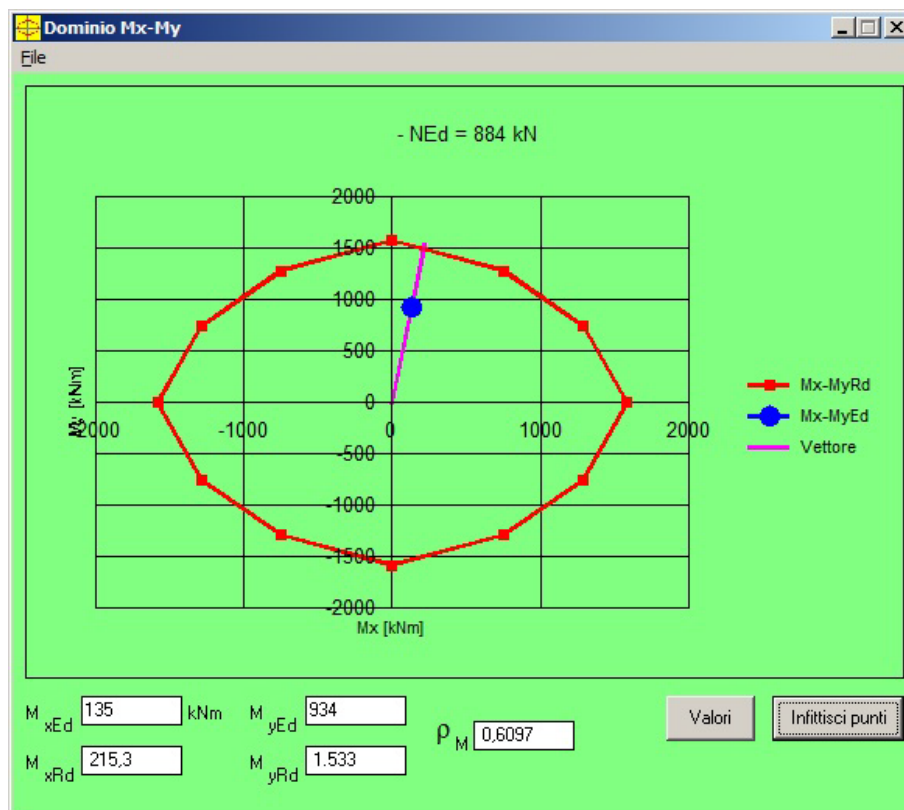 Dominio Mx-My
File
- NEd = 884 kN
2000
1500
1000
500
0
-500
-1000
-1500
-2000
-1000
0
1000
2000
[kNm]
Mx [kNm]
Mx-MyRd
Mx-MyEd
Vettore
M xEd 135 kNm M yEd 934
ρ M 0,6097
Valori
Infittisci punti
M xRd 215,3 M yRd 1.533